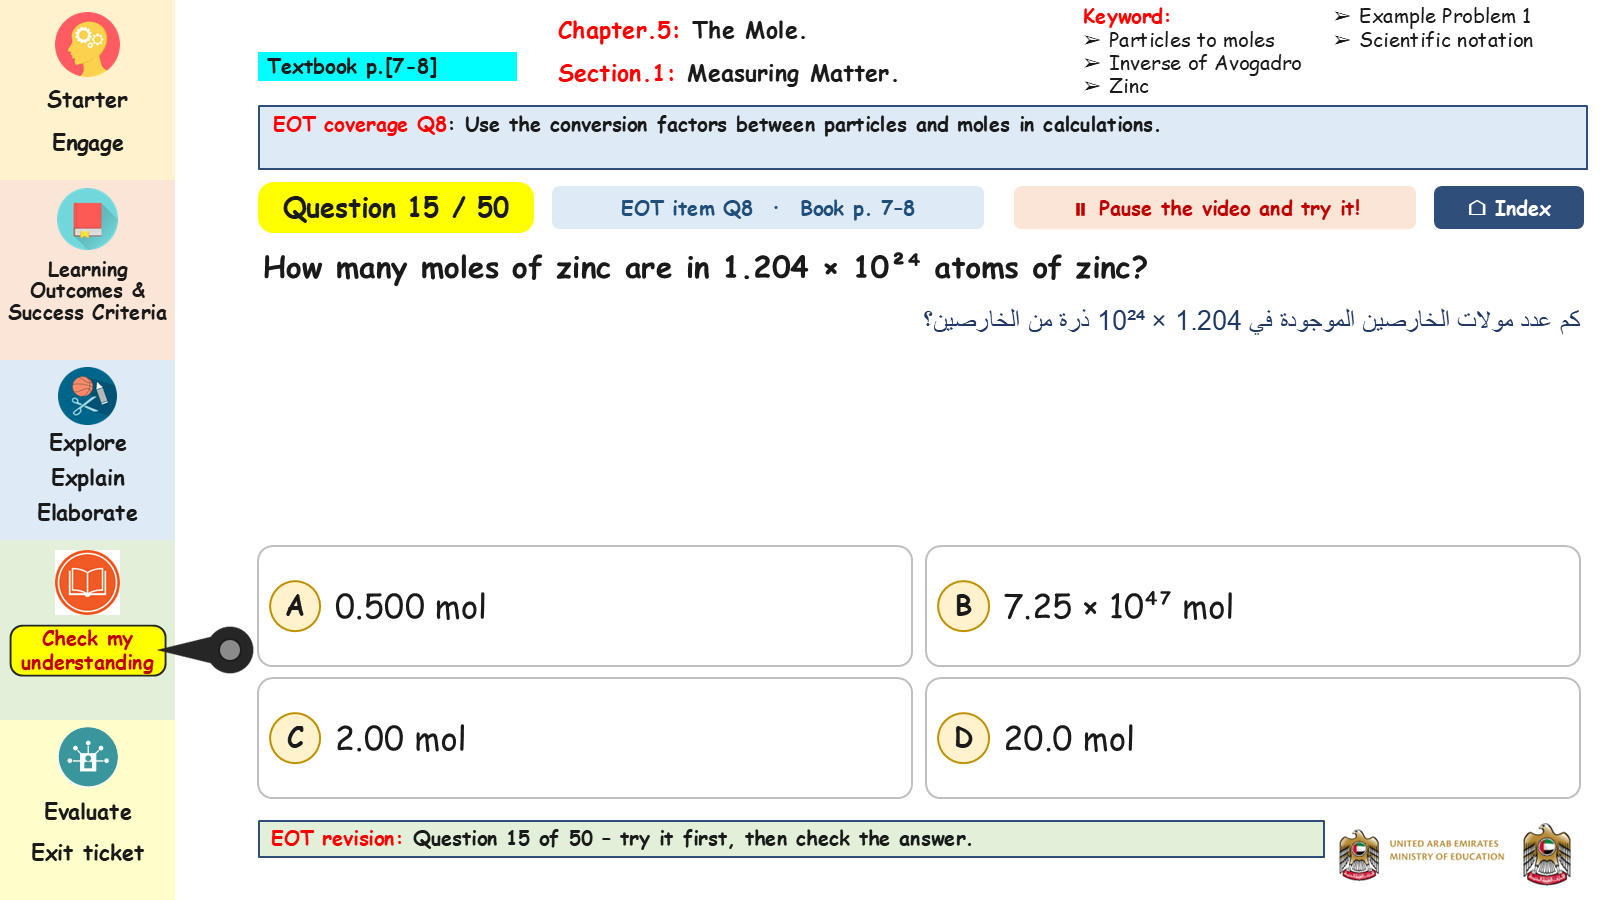 Starter
Engage
Learning
Outcomes &
Success Criteria
Explore
Explain
Elaborate
Check my
understanding
Evaluate
Exit ticket
Textbook p.[7-8]
Chapter.5: The Mole.
Section.1: Measuring Matter.
Keyword:
➢ Particles to moles
➢ Inverse of Avogadro
➢ Zinc
➢ Example Problem 1
➢ Scientific notation
EOT coverage Q8: Use the conversion factors between particles and moles in calculations.
Question 15 / 50
EOT item Q8 · Book p. 7–8
⏸ Pause the video and try it!
⌂ Index
How many moles of zinc are in 1.204 × 10²⁴ atoms of zinc?
كم عدد مولات الخارصين الموجودة في 1.204 × 10²⁴ ذرة من الخارصين؟
A 0.500 mol
B 7.25 × 10⁴⁷ mol
C 2.00 mol
D 20.0 mol
EOT revision: Question 15 of 50 – try it first, then check the answer.
UNITED ARAB EMIRATES
MINISTRY OF EDUCATION